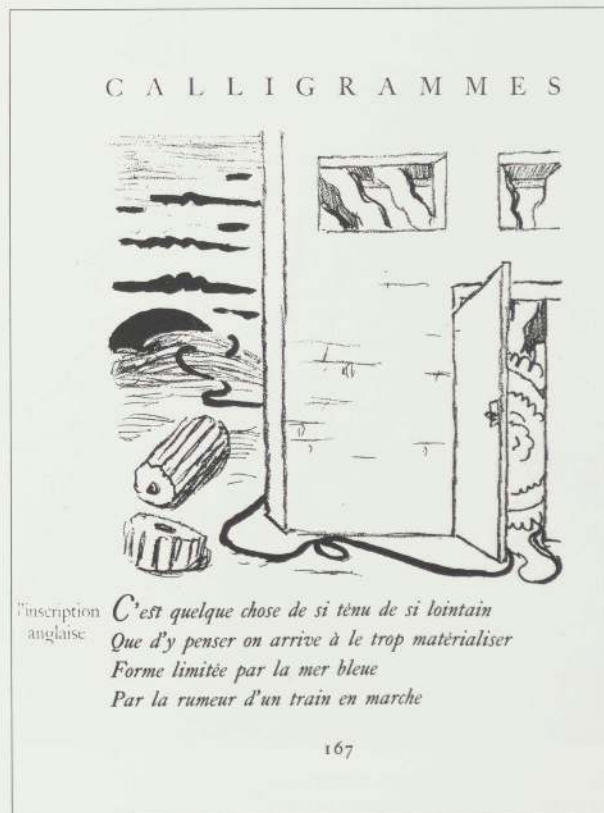 CALLIGRAMMES
l'inscription
anglaise
C'est quelque chose de si ténu de si lointain
Que d'y penser on arrive à le trop matérialiser
Forme limitée par la mer bleue
Par la rumeur d'un train en marche
167